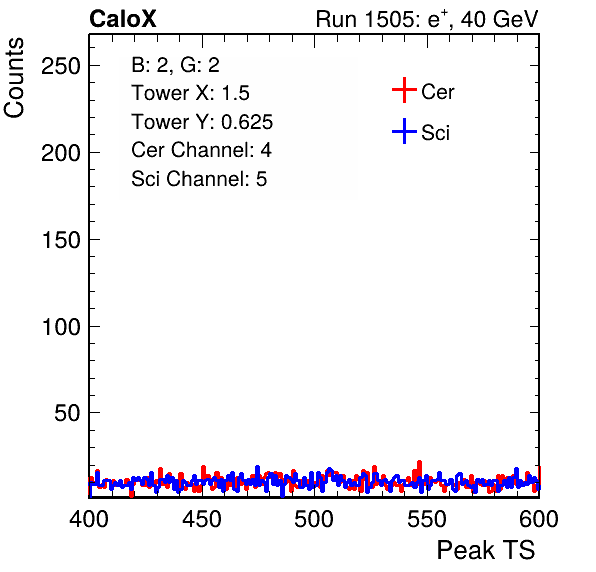 CaloX Run 1505: e⁺, 40 GeV
Counts
B: 2, G: 2
Tower X: 1.5
Tower Y: 0.625
Cer Channel: 4
Sci Channel: 5
Cer
Sci
250
200
150
100
50
400 450 500 550 600
Peak TS